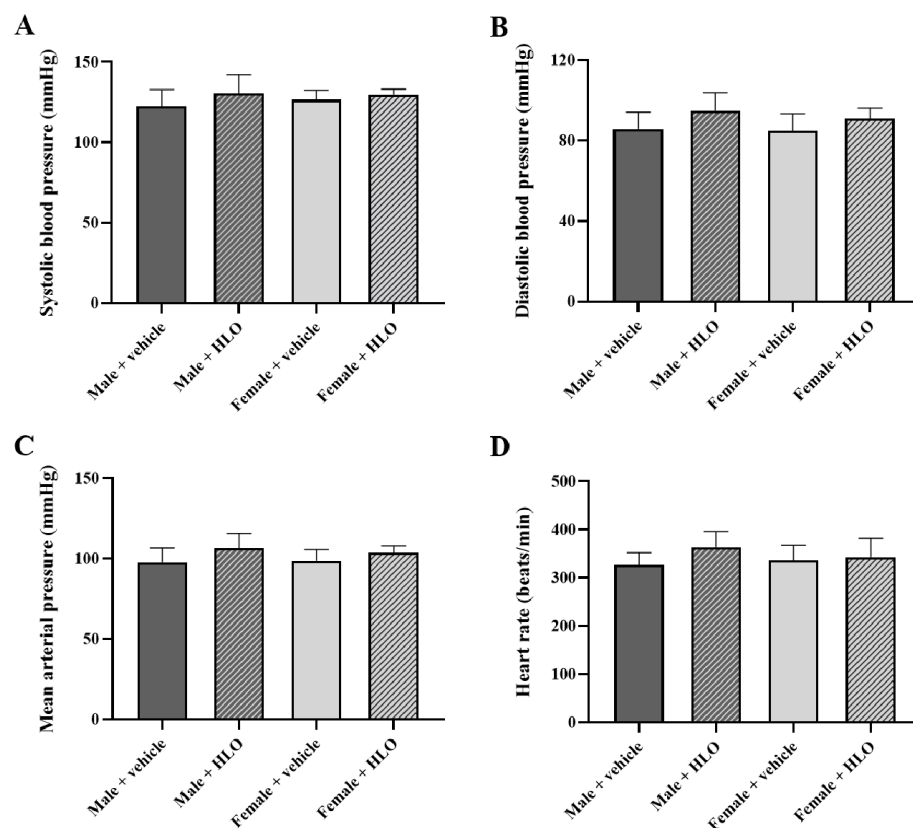 A
Systolic blood pressure (mmHg)
150
100
50
0
Male + vehicle
Male + HLO
Female + vehicle
Female + HLO
B
Diastolic blood pressure (mmHg)
120
80
40
0
Male + vehicle
Male + HLO
Female + vehicle
Female + HLO
C
Mean arterial pressure (mmHg)
150
100
50
0
Male + vehicle
Male + HLO
Female + vehicle
Female + HLO
D
Heart rate (beats/min)
500
400
300
200
100
0
Male + vehicle
Male + HLO
Female + vehicle
Female + HLO